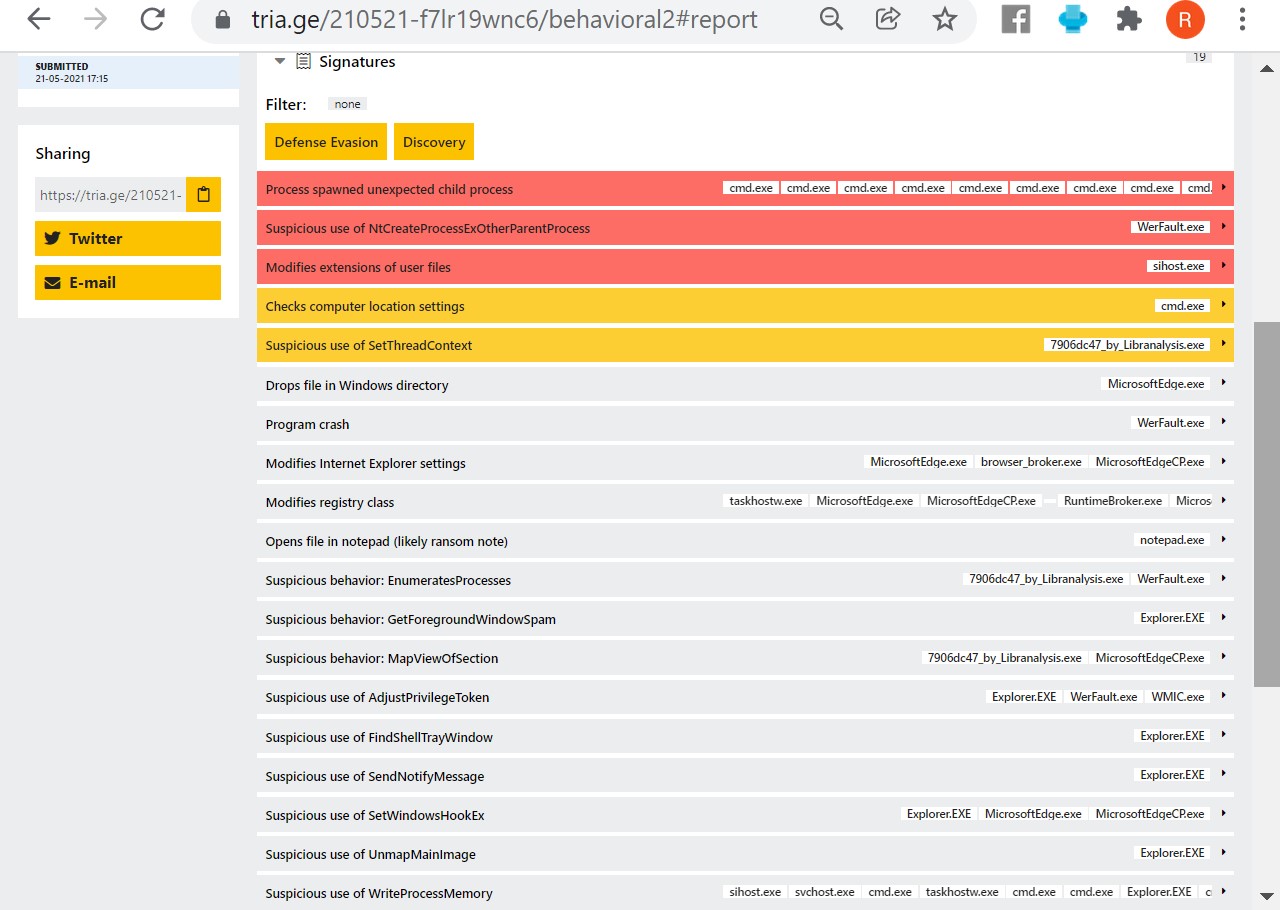 tria.ge/210521-f7lr19wnc6/behavioral2#report
R
SUBMITTED
21-05-2021 17:15
Sharing
https://tria.ge/210521-
Twitter
E-mail
Signatures 19
Filter: none
Defense Evasion Discovery
Process spawned unexpected child process cmd.exe cmd.exe cmd.exe cmd.exe cmd.exe cmd.exe cmd.exe cmd.exe cmd.
Suspicious use of NtCreateProcessExOtherParentProcess WerFault.exe
Modifies extensions of user files sihost.exe
Checks computer location settings cmd.exe
Suspicious use of SetThreadContext 7906dc47_by_Libranalysis.exe
Drops file in Windows directory MicrosoftEdge.exe
Program crash WerFault.exe
Modifies Internet Explorer settings MicrosoftEdge.exe browser_broker.exe MicrosoftEdgeCP.exe
Modifies registry class taskhostw.exe MicrosoftEdge.exe MicrosoftEdgeCP.exe RuntimeBroker.exe Micros
Opens file in notepad (likely ransom note) notepad.exe
Suspicious behavior: EnumeratesProcesses 7906dc47_by_Libranalysis.exe WerFault.exe
Suspicious behavior: GetForegroundWindowSpam Explorer.EXE
Suspicious behavior: MapViewOfSection 7906dc47_by_Libranalysis.exe MicrosoftEdgeCP.exe
Suspicious use of AdjustPrivilegeToken Explorer.EXE WerFault.exe WMIC.exe
Suspicious use of FindShellTrayWindow Explorer.EXE
Suspicious use of SendNotifyMessage Explorer.EXE
Suspicious use of SetWindowsHookEx Explorer.EXE MicrosoftEdge.exe MicrosoftEdgeCP.exe
Suspicious use of UnmapMainImage Explorer.EXE
Suspicious use of WriteProcessMemory sihost.exe svchost.exe cmd.exe taskhostw.exe cmd.exe cmd.exe Explorer.EXE c